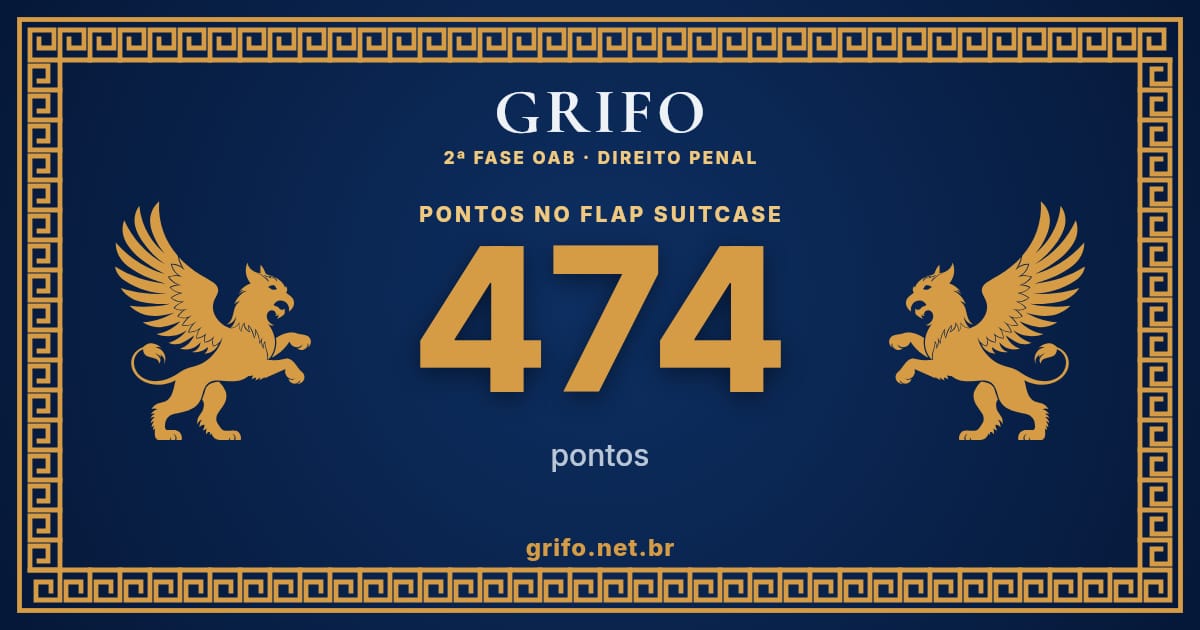 GRIFO
2ª FASE OAB · DIREITO PENAL
PONTOS NO FLAP SUITCASE
474
pontos
grifo.net.br